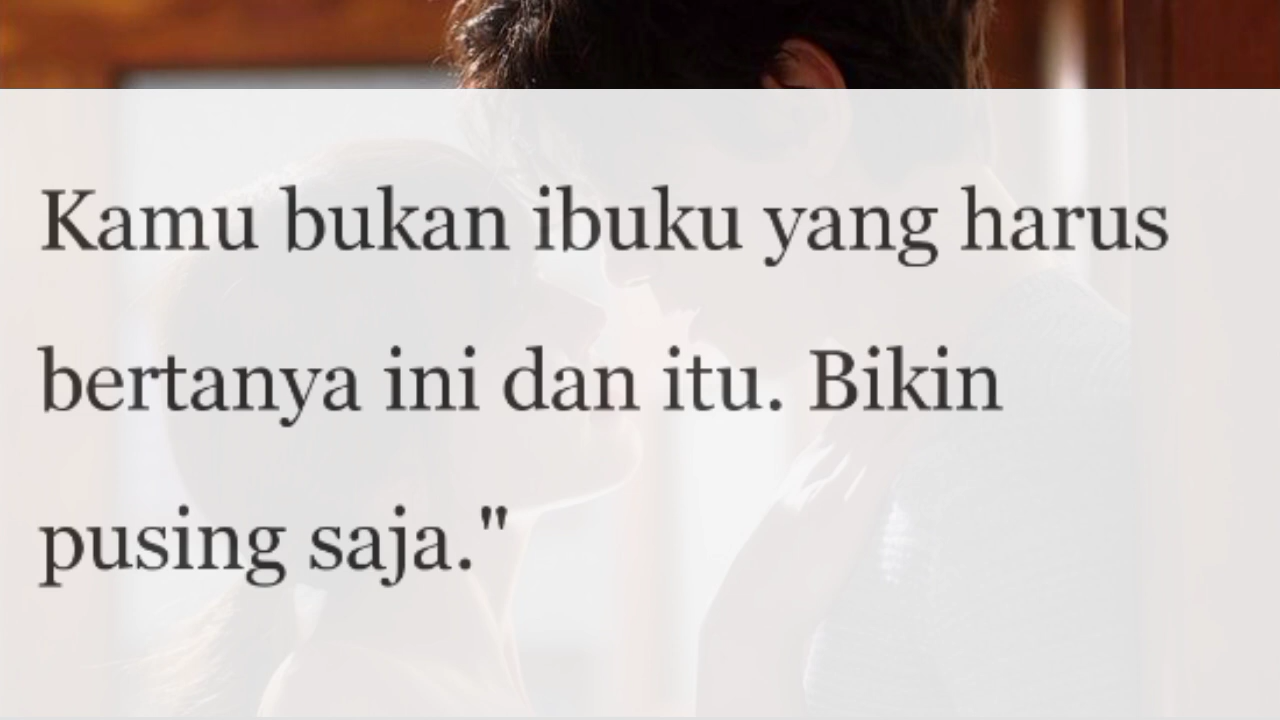 Kamu bukan ibuku yang harus
bertanya ini dan itu. Bikin
pusing saja."